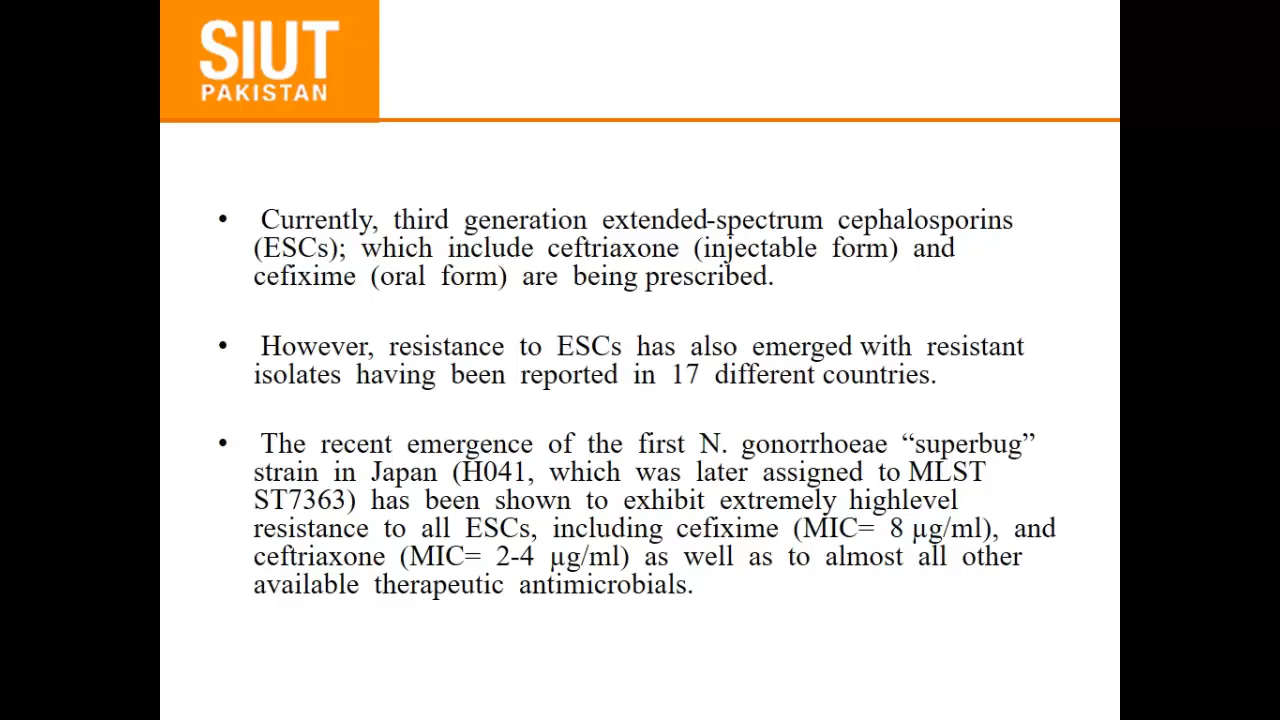 SIUT
PAKISTAN
• Currently, third generation extended-spectrum cephalosporins
(ESCs); which include ceftriaxone (injectable form) and
cefixime (oral form) are being prescribed.
• However, resistance to ESCs has also emerged with resistant
isolates having been reported in 17 different countries.
• The recent emergence of the first N. gonorrhoeae “superbug”
strain in Japan (H041, which was later assigned to MLST
ST7363) has been shown to exhibit extremely highlevel
resistance to all ESCs, including cefixime (MIC= 8 µg/ml), and
ceftriaxone (MIC= 2-4 µg/ml) as well as to almost all other
available therapeutic antimicrobials.